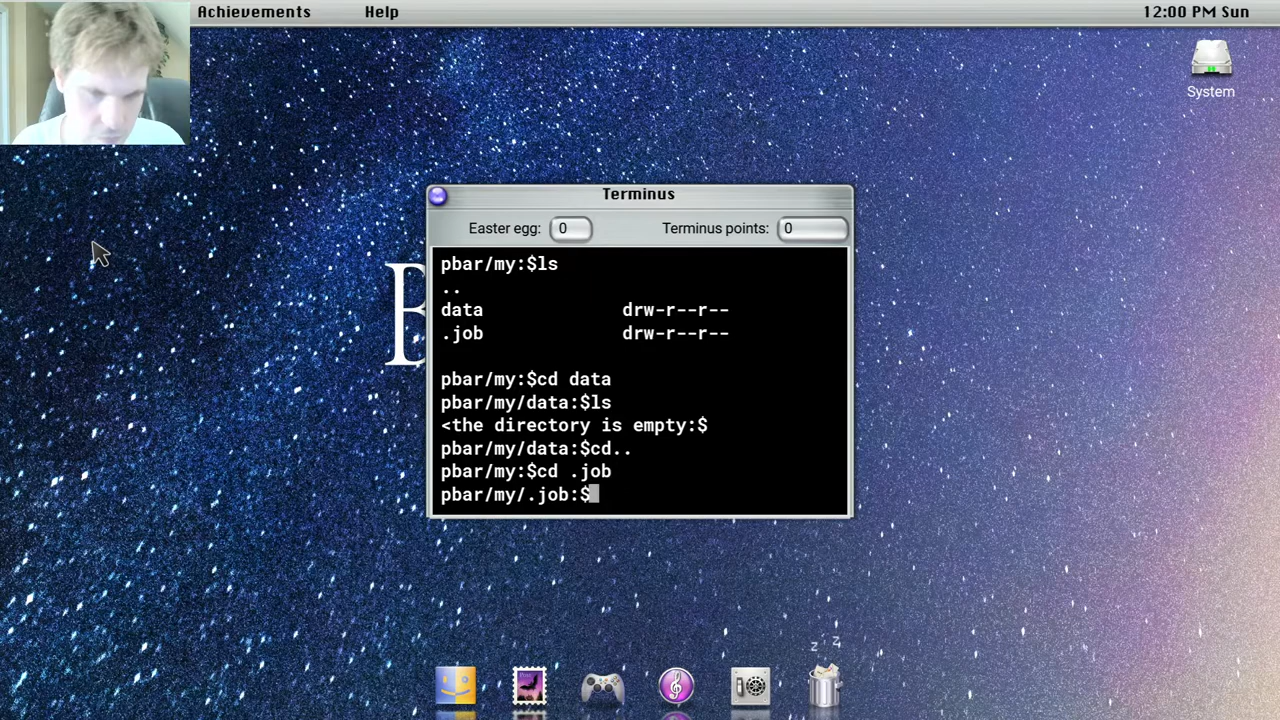 Achievements Help 12:00 PM Sun
System
Terminus
Easter egg: 0 Terminus points: 0
pbar/my:$ls
..
data drw-r--r--
.job drw-r--r--
pbar/my:$cd data
pbar/my/data:$ls
<the directory is empty:$
pbar/my/data:$cd..
pbar/my:$cd .job
pbar/my/.job:$
B
z z